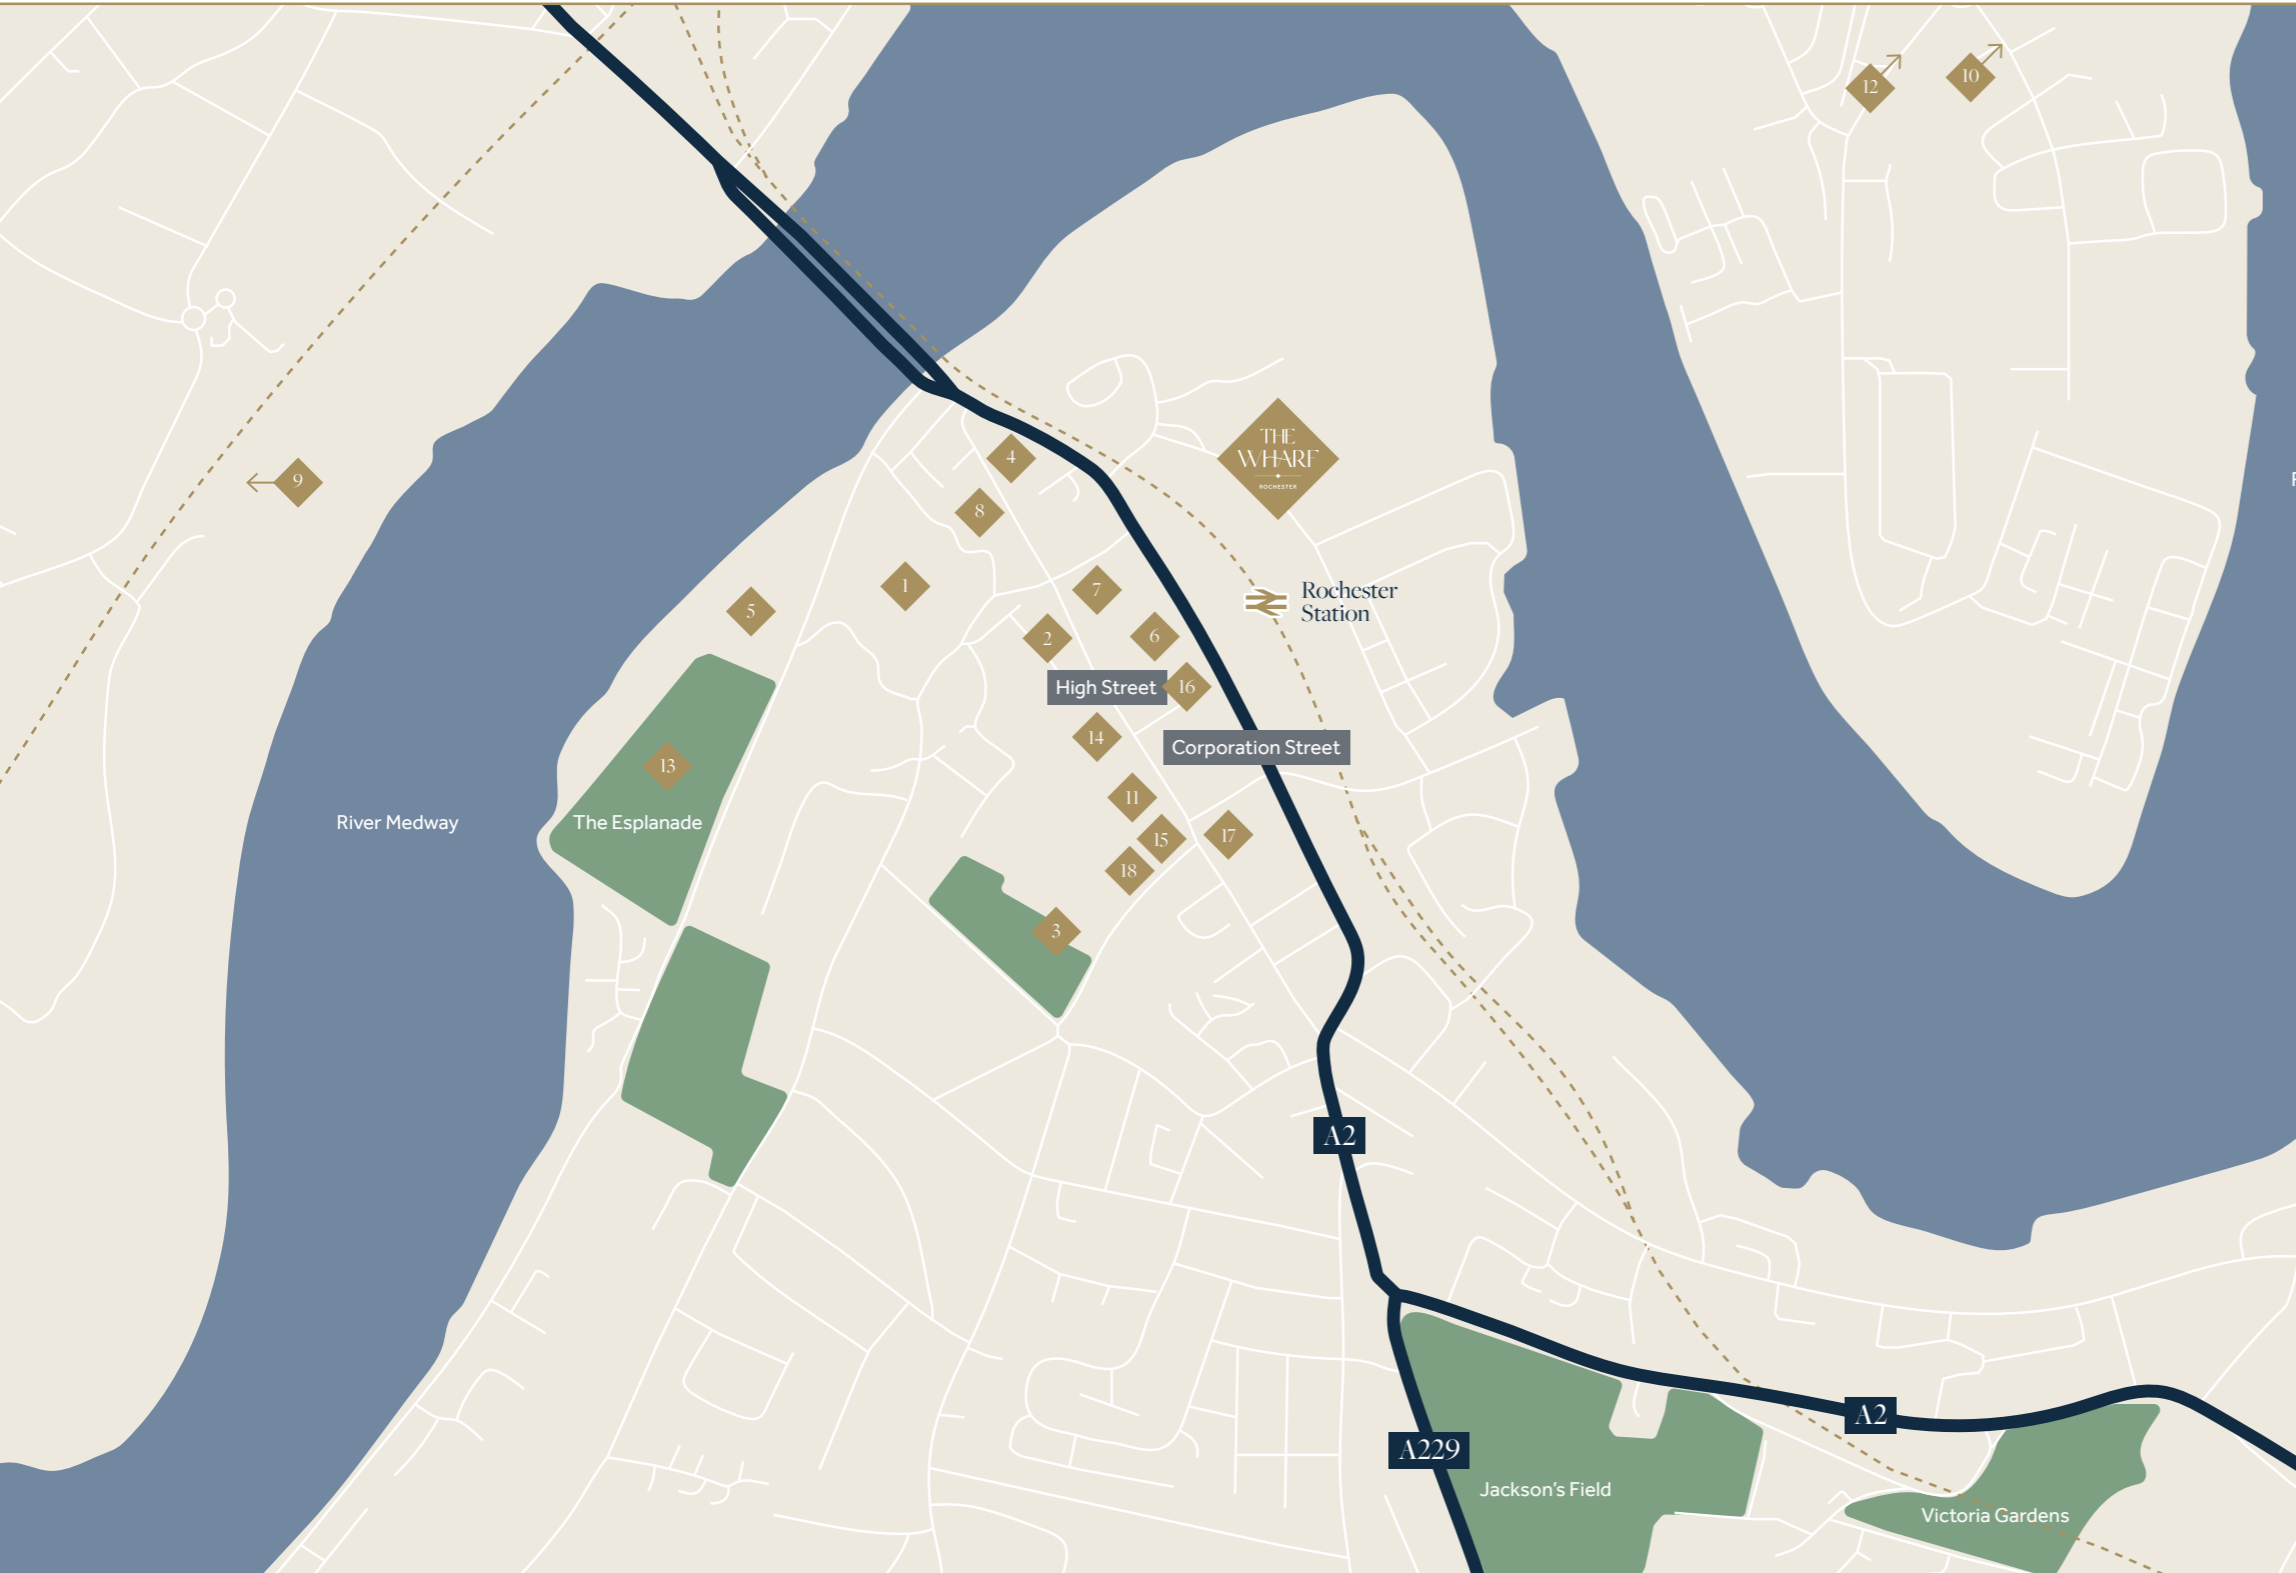 12
10
THE
WHARF
ROCHESTER
4
9
8
1
7
5
2
6
Rochester
Station
High Street
16
14
Corporation Street
13
11
River Medway
The Esplanade
15
17
18
3
A2
A2
A229
Jackson's Field
Victoria Gardens